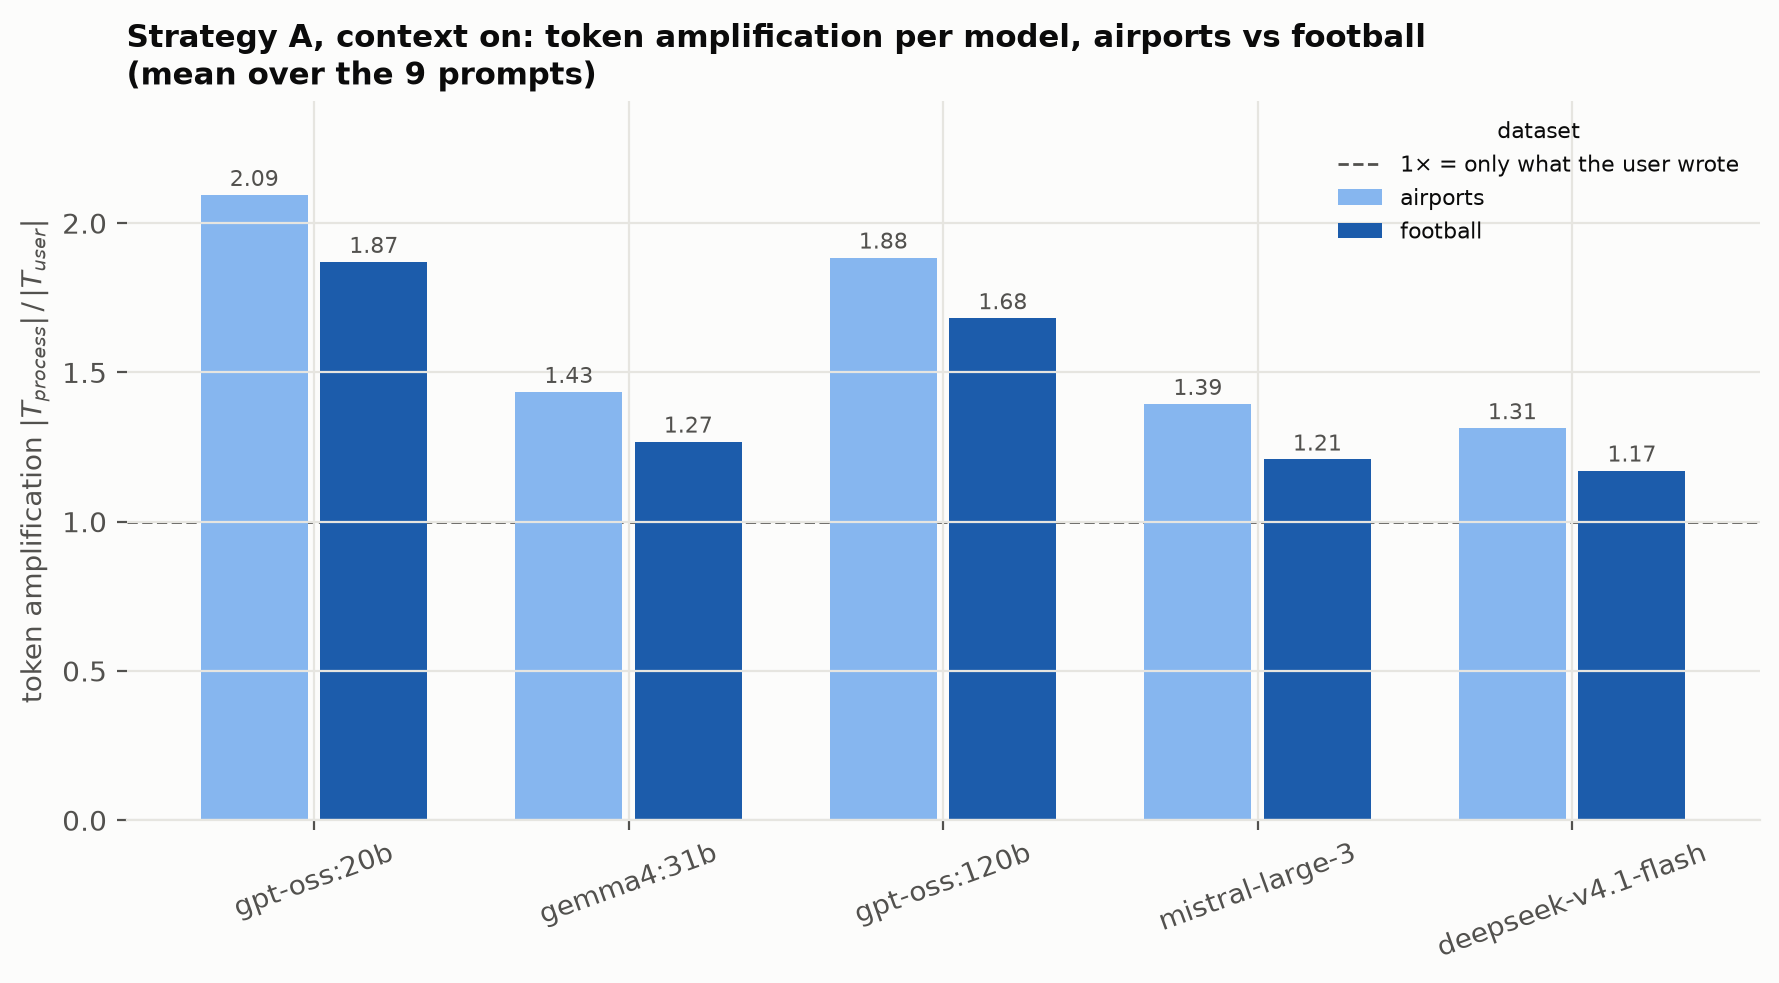 Strategy A, context on: token amplification per model, airports vs football
(mean over the 9 prompts)
token amplification |T_process| / |T_user|
2.0
1.5
1.0
0.5
0.0
dataset
1× = only what the user wrote
airports
football
2.09
1.87
1.43
1.27
1.88
1.68
1.39
1.21
1.31
1.17
gpt-oss:20b
gemma4:31b
gpt-oss:120b
mistral-large-3
deepseek-v4.1-flash